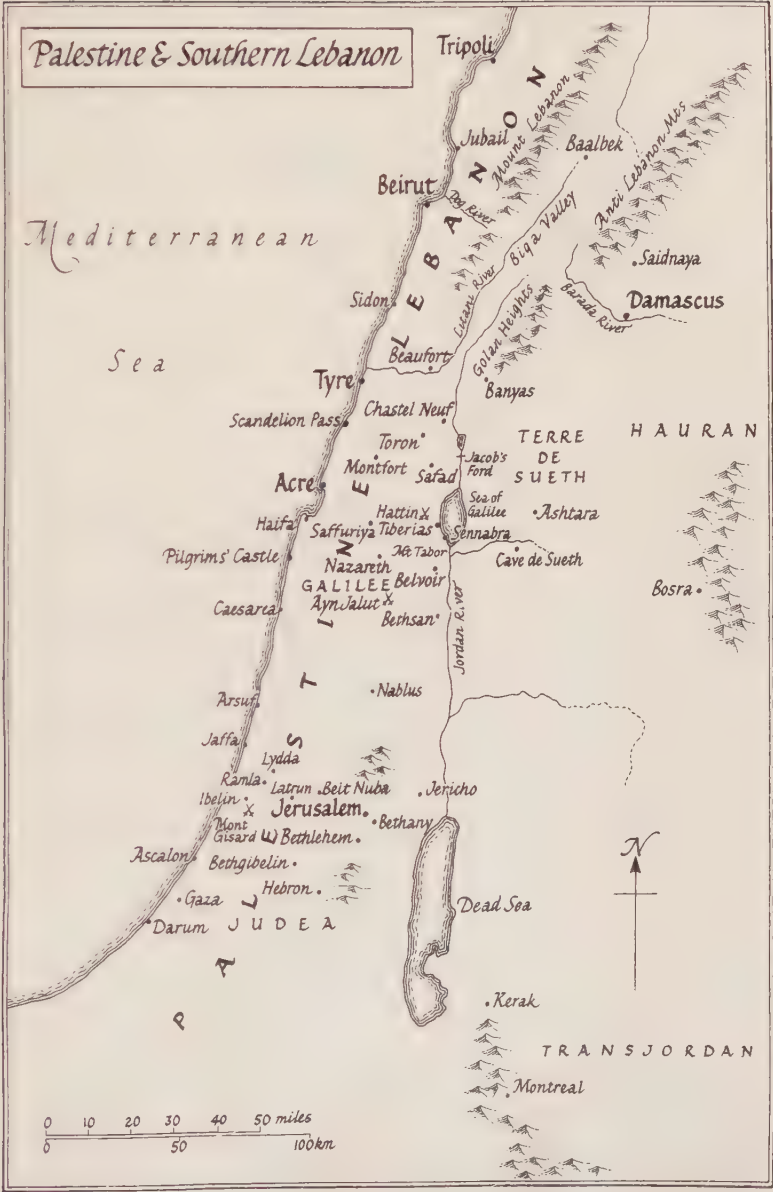 Palestine & Southern Lebanon
Tripoli
LEBANON
Mount Lebanon
Jubail
Baalbek
Anti Lebanon Mts
Beirut
Dog River
Biqa Valley
Mediterranean
Sea
Saidnaya
Sidon
Litani River
Barada River
Damascus
Golan Heights
Beaufort
Tyre
Banyas
Chastel Neuf
Scandelion Pass
HAURAN
TERRE
DE
SUETH
Toron
Jacob's
Ford
Montfort
Safad
Acre
Sea of
Galilee
Hattin
Ashtara
Haifa
Saffuriya
Tiberias
Sennabra
Mt Tabor
Cave de Sueth
Pilgrims' Castle
Nazareth
GALILEE
Belvoir
Bosra
Ayn Jalut
Caesarea
Bethsan
Jordan River
PALESTINE
Nablus
Arsuf
Jaffa
Lydda
Ramla
Latrun
Beit Nuba
Jericho
Ibelin
Jerusalem
Mont
Gisard
Bethany
Bethlehem
Ascalon
Bethgibelin
Hebron
Gaza
Dead Sea
Darum
JUDEA
N
Kerak
TRANSJORDAN
Montreal
0 10 20 30 40 50 miles
0 50 100km